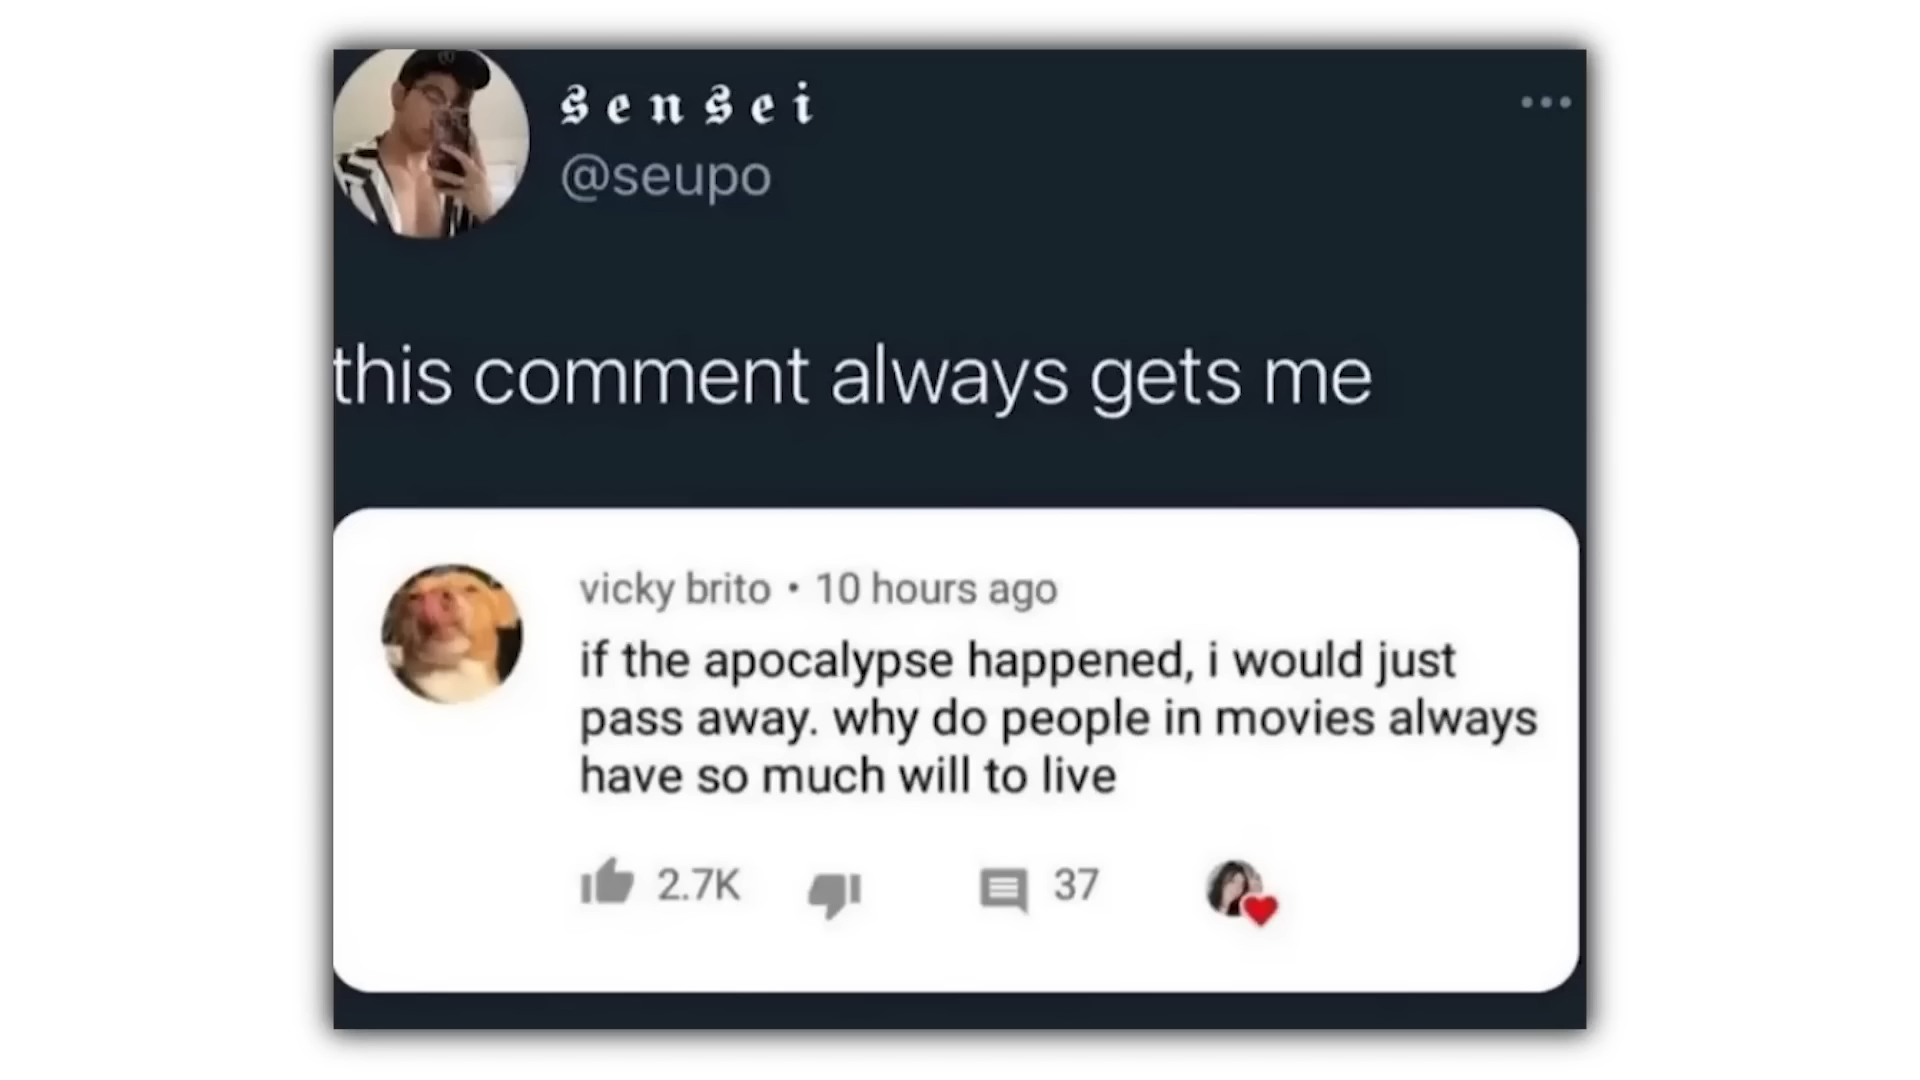 sensei
@seupo
this comment always gets me
vicky brito • 10 hours ago
if the apocalypse happened, i would just
pass away. why do people in movies always
have so much will to live
2.7K 37